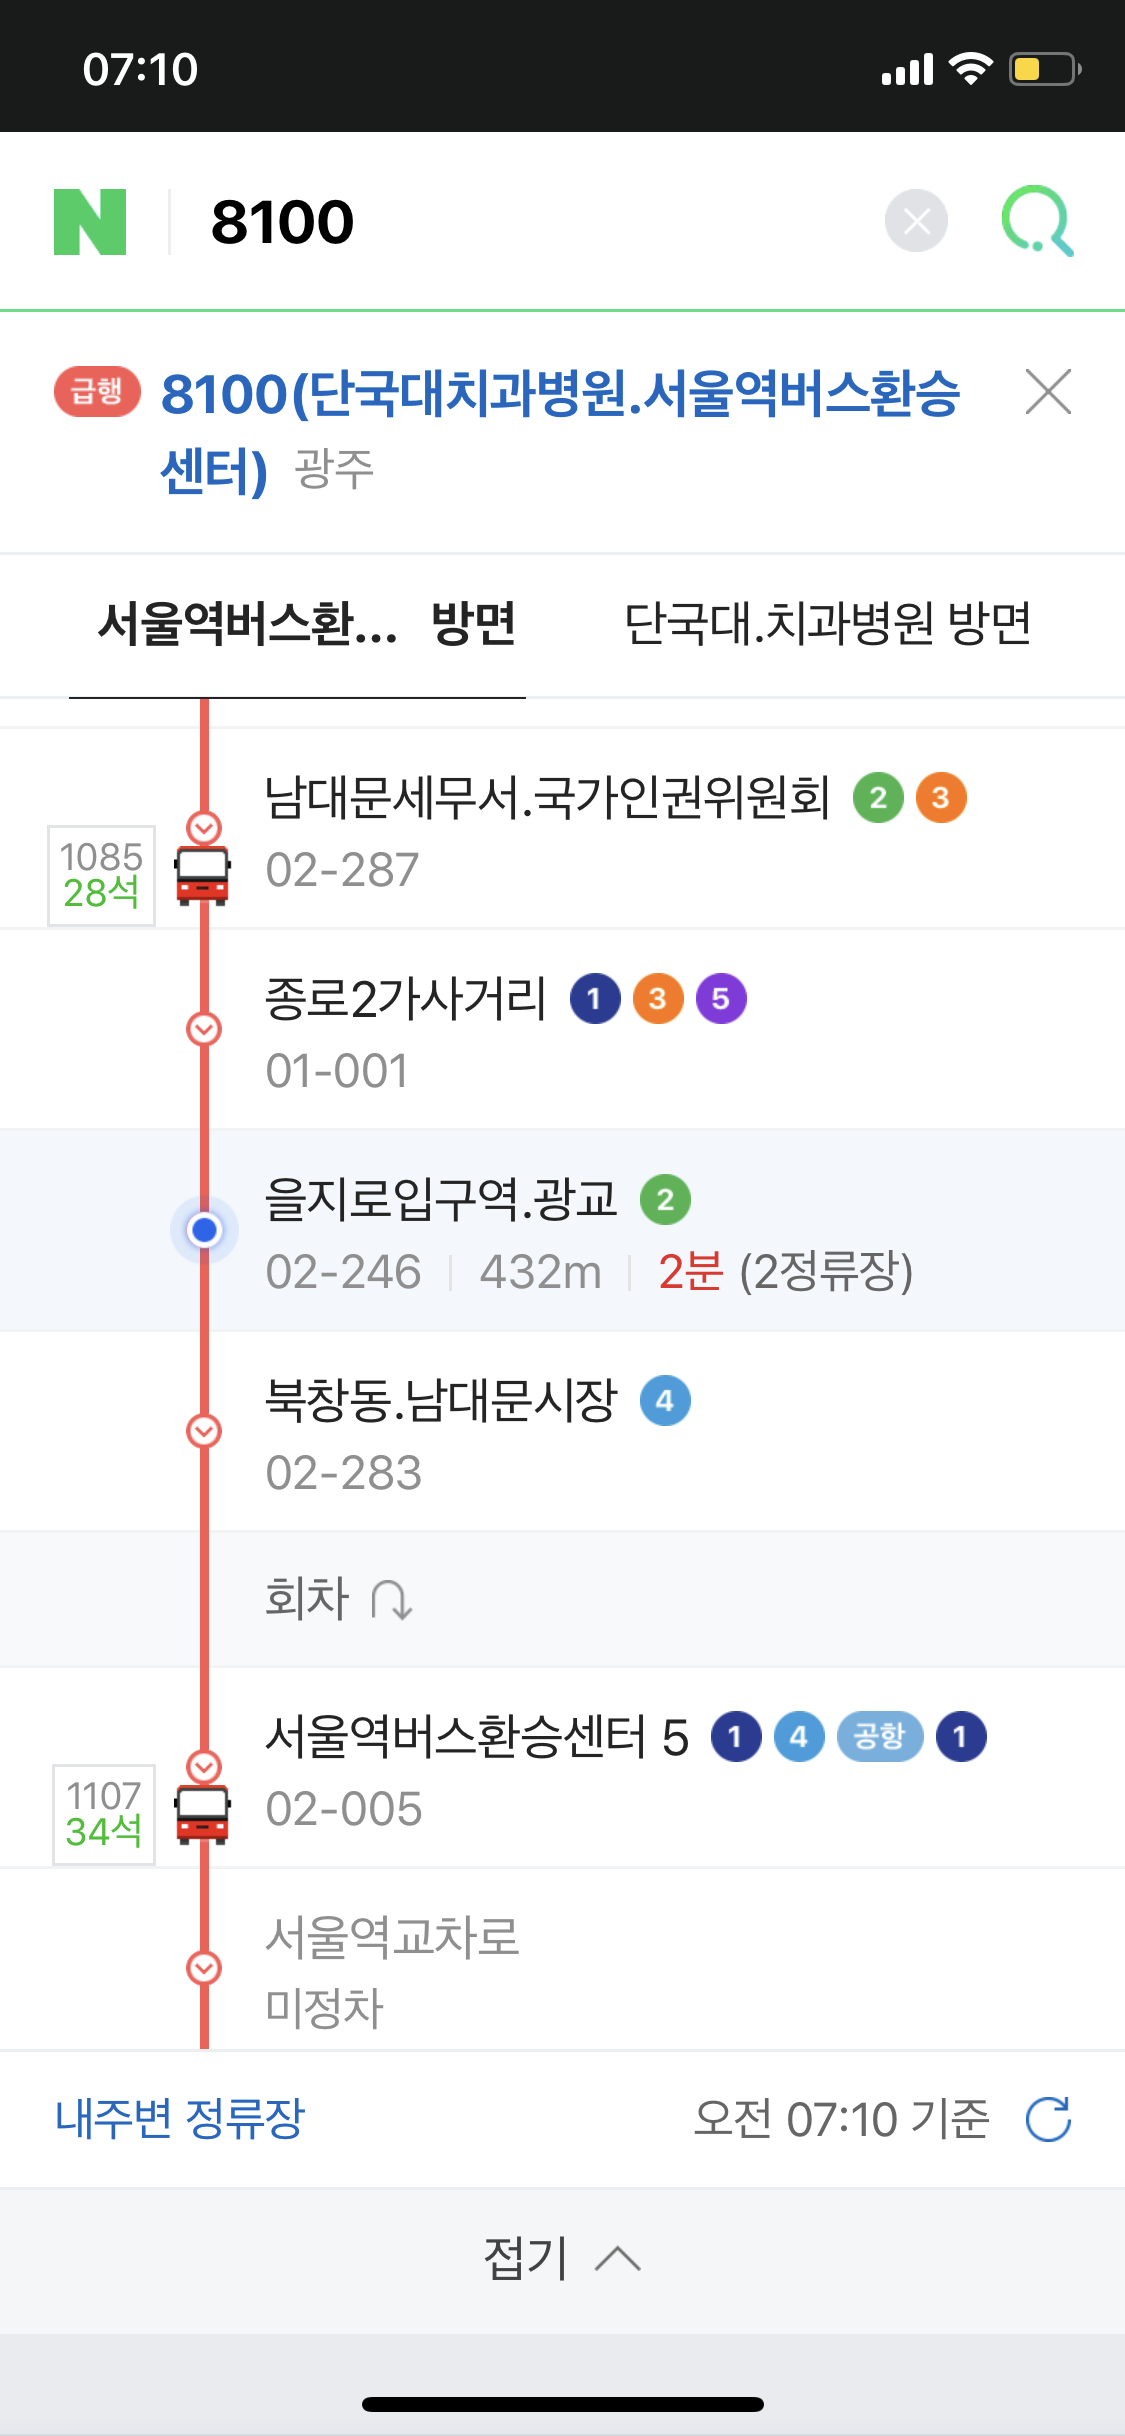 07:10
N 8100
급행 8100(단국대치과병원.서울역버스환승
센터) 광주
서울역버스환... 방면 단국대.치과병원 방면
남대문세무서.국가인권위원회 2 3
1085
28석
02-287
종로2가사거리 1 3 5
01-001
을지로입구역.광교 2
02-246 432m 2분 (2정류장)
북창동.남대문시장 4
02-283
회차
서울역버스환승센터 5 1 4 공항 1
1107
34석
02-005
서울역교차로
미정차
내주변 정류장 오전 07:10 기준
접기